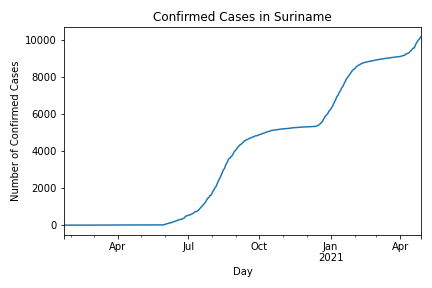 Confirmed Cases in Suriname
Number of Confirmed Cases
10000
8000
6000
4000
2000
0
Apr Jul Oct Jan Apr
2021
Day